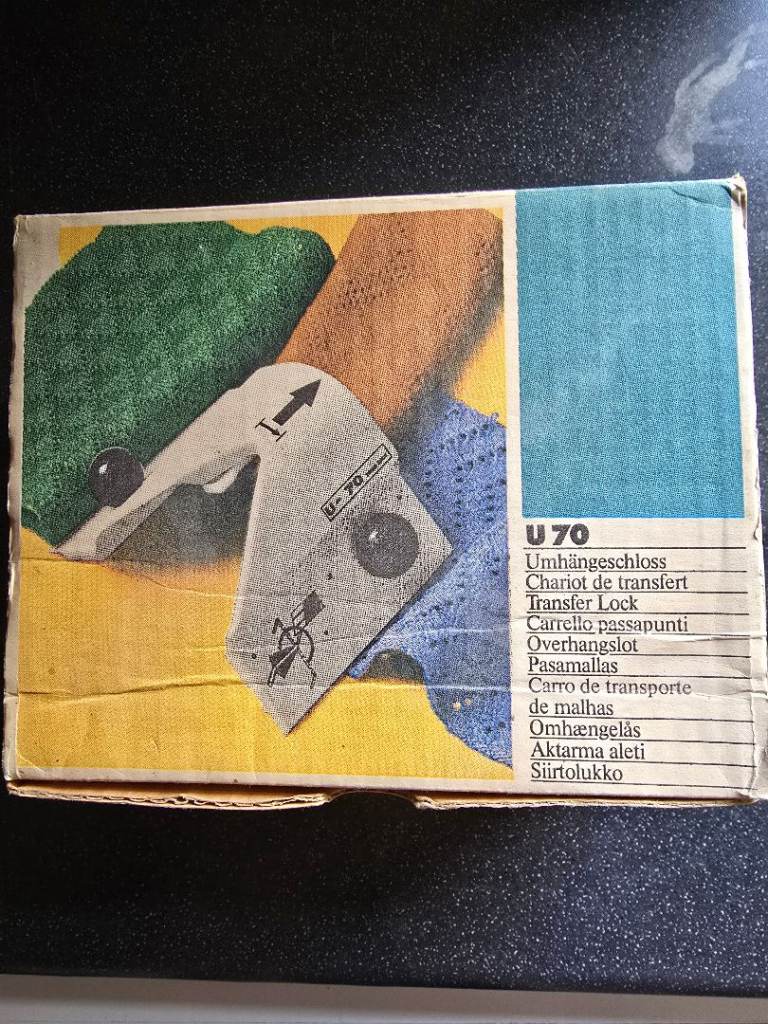 U 70
U 70
Umhängeschloss
Chariot de transfert
Transfer Lock
Carrello passapunti
Overhangslot
Pasamallas
Carro de transporte
de malhas
Omhængelås
Aktarma aleti
Siirtolukko